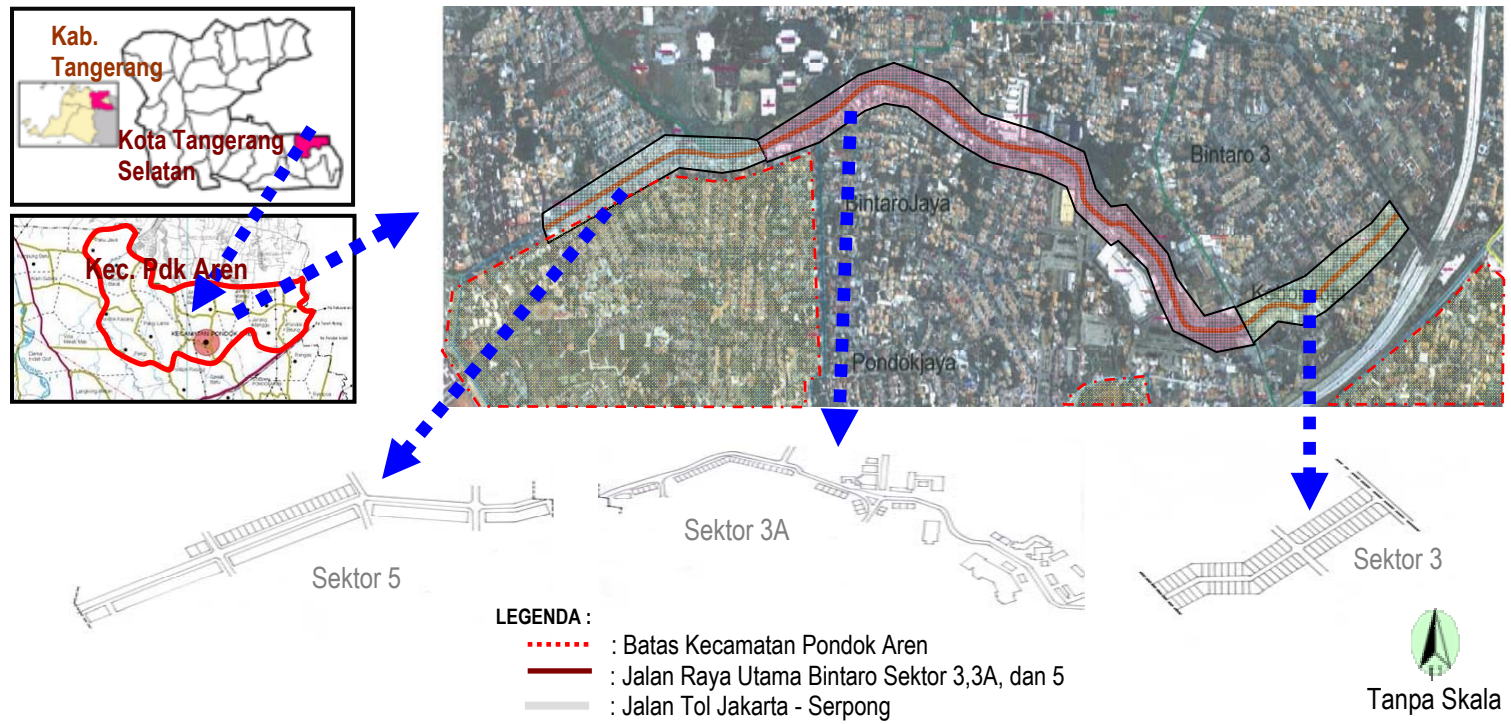 Kab.
Tangerang
Kota Tangerang
Selatan
Kec. Pdk Aren
KECAMATAN PONDOK
Bintaro 3
BintaroJaya
Pondokjaya
Sektor 5
Sektor 3A
Sektor 3
LEGENDA :
: Batas Kecamatan Pondok Aren
: Jalan Raya Utama Bintaro Sektor 3,3A, dan 5
: Jalan Tol Jakarta - Serpong
Tanpa Skala